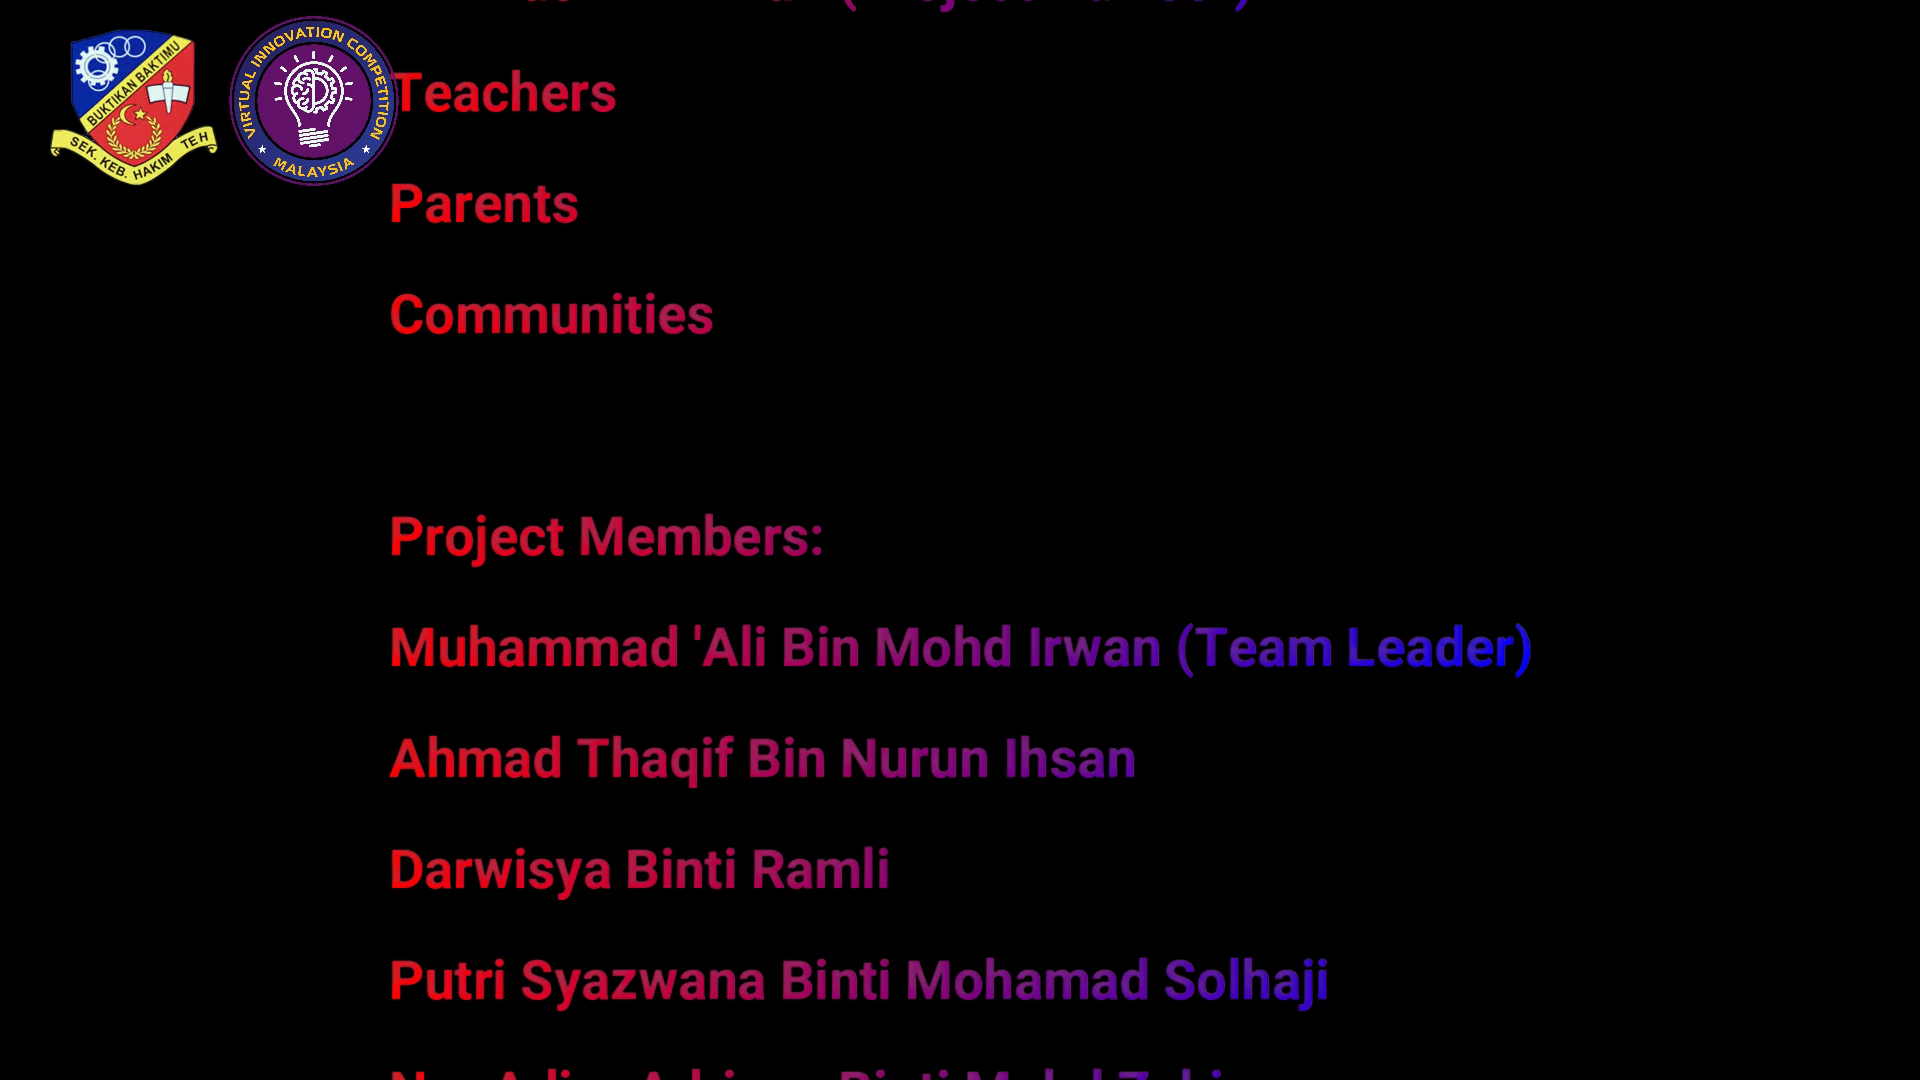 BUKTIKAN BAKTIMU
SEK. KEB. HAKIM TEH
VIRTUAL INNOVATION COMPETITION
MALAYSIA
Teachers
Parents
Communities
Project Members:
Muhammad 'Ali Bin Mohd Irwan (Team Leader)
Ahmad Thaqif Bin Nurun Ihsan
Darwisya Binti Ramli
Putri Syazwana Binti Mohamad Solhaji